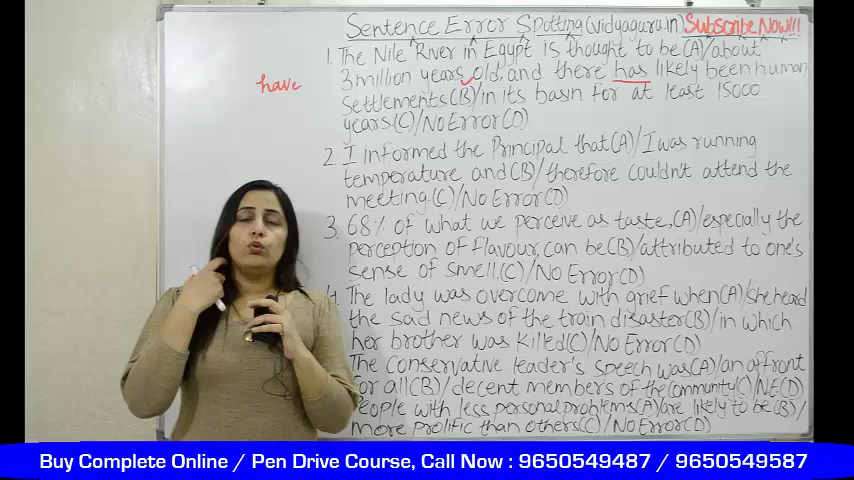 Sentence Error Spotting (vidyaguru.in) Subscribe Now!!!
1. The Nile River in Egypt is thought to be (A)/about
have
3 million years old, and there has likely been human
settlements (B)/in its basin for at least 15000
years.(C)/No Error(D)
2. I informed the Principal that (A)/I was running
temperature and (B)/therefore couldn't attend the
meeting.(C)/No Error(D)
3. 68% of what we perceive as taste,(A)/especially the
perception of flavour, can be (B)/attributed to one's
sense of smell.(C)/No Error(D)
4. The lady was overcome with grief when (A)/she heard
the sad news of the train disaster (B)/in which
her brother was killed (C)/No Error (D)
The conservative leader's speech was (A)/an affront
for all (B)/decent members of the community (C)/N E (D)
People with less personal problems (A)/are likely to be (B)/
more prolific than others (C)/No Error (D)
Buy Complete Online / Pen Drive Course, Call Now : 9650549487 / 9650549587